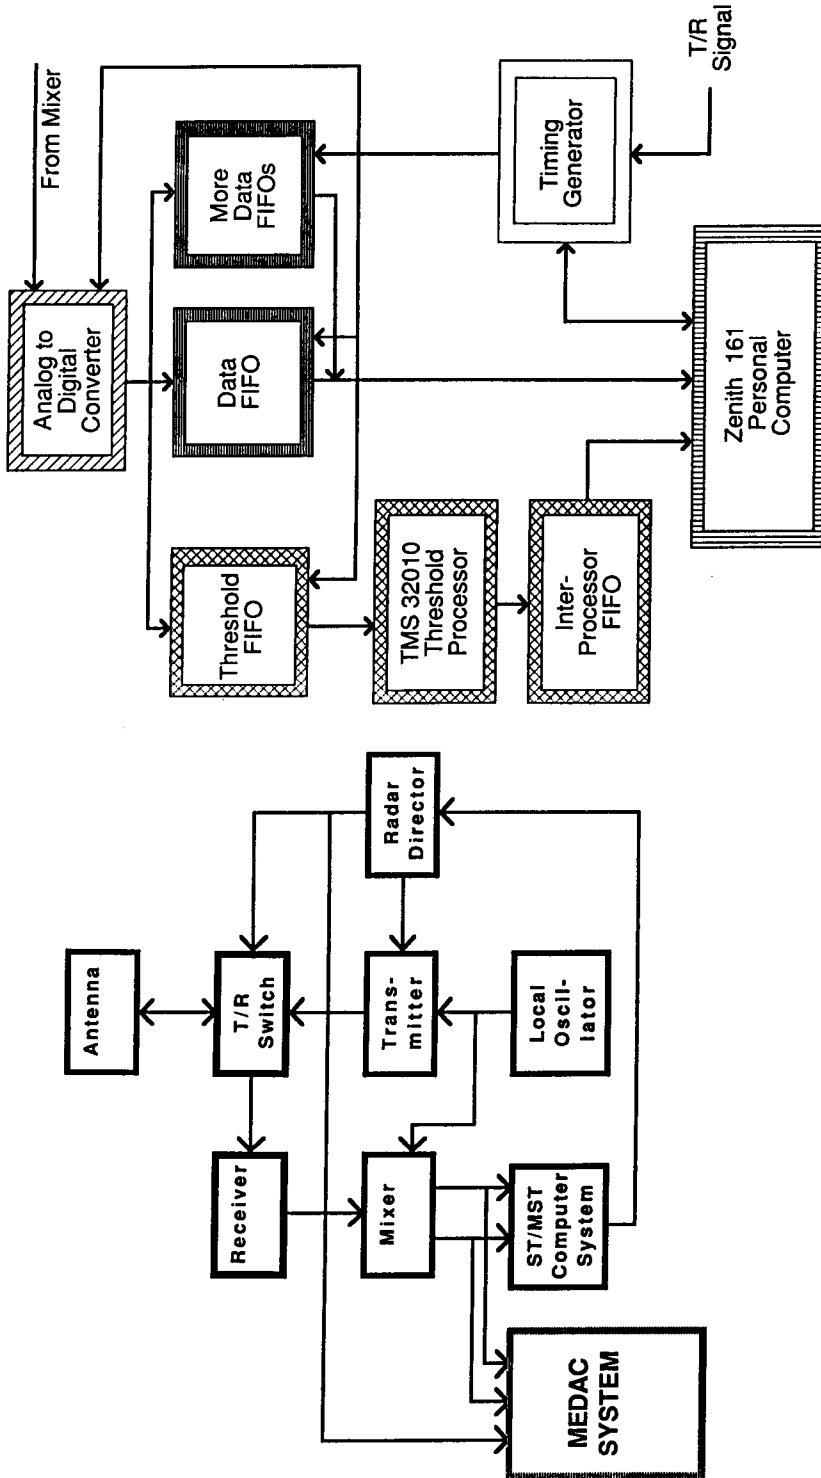 Antenna
T/R
Switch
Receiver
Trans-
mitter
Radar
Director
Mixer
Local
Oscil-
lator
ST/MST
Computer
System
MEDAC
SYSTEM
From Mixer
Analog to
Digital
Converter
Threshold
FIFO
Data
FIFO
More
Data
FIFOs
TMS 32010
Threshold
Processor
Inter-
Processor
FIFO
Timing
Generator
T/R
Signal
Zenith 161
Personal
Computer